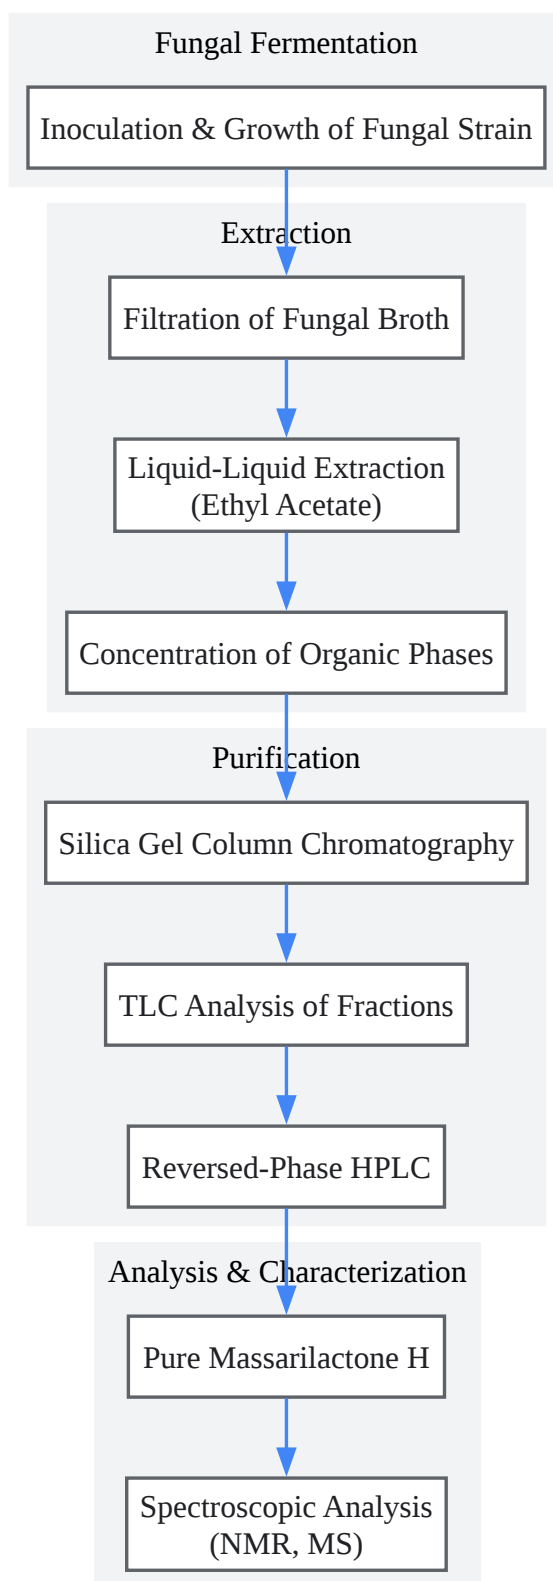 Fungal Fermentation
Inoculation & Growth of Fungal Strain
Extraction
Filtration of Fungal Broth
Liquid-Liquid Extraction
(Ethyl Acetate)
Concentration of Organic Phases
Purification
Silica Gel Column Chromatography
TLC Analysis of Fractions
Reversed-Phase HPLC
Analysis & Characterization
Pure Massarilactone H
Spectroscopic Analysis
(NMR, MS)